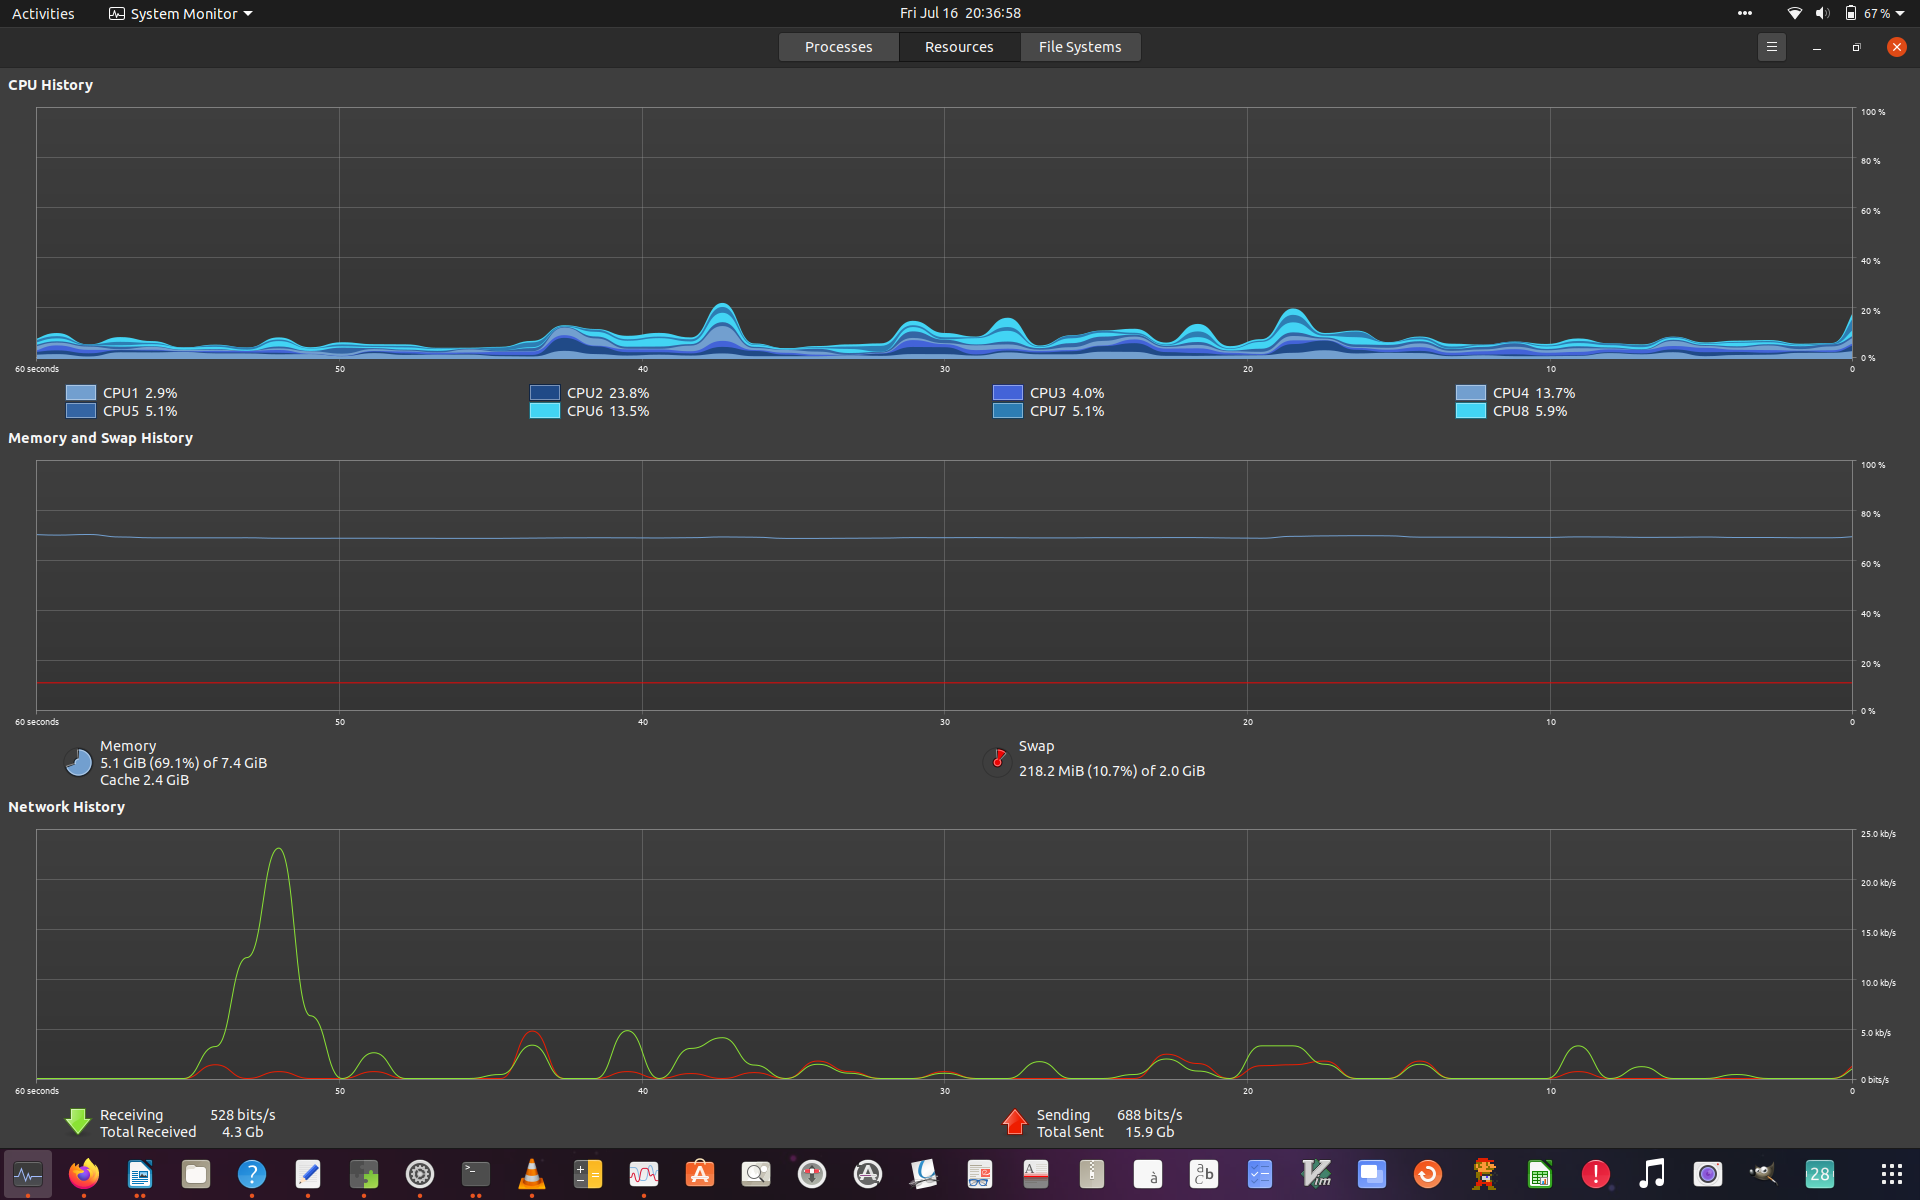 Activities System Monitor Fri Jul 16 20:36:58 67 %
Processes Resources File Systems
CPU History
100 %
80 %
60 %
40 %
20 %
0 %
60 seconds 50 40 30 20 10 0
CPU1 2.9% CPU2 23.8% CPU3 4.0% CPU4 13.7%
CPU5 5.1% CPU6 13.5% CPU7 5.1% CPU8 5.9%
Memory and Swap History
100 %
80 %
60 %
40 %
20 %
0 %
60 seconds 50 40 30 20 10 0
Memory
5.1 GiB (69.1%) of 7.4 GiB
Cache 2.4 GiB
Swap
218.2 MiB (10.7%) of 2.0 GiB
Network History
25.0 kb/s
20.0 kb/s
15.0 kb/s
10.0 kb/s
5.0 kb/s
0 bits/s
60 seconds 50 40 30 20 10 0
Receiving 528 bits/s
Total Received 4.3 Gb
Sending 688 bits/s
Total Sent 15.9 Gb
? >_ A A à a b c Vim ! 28